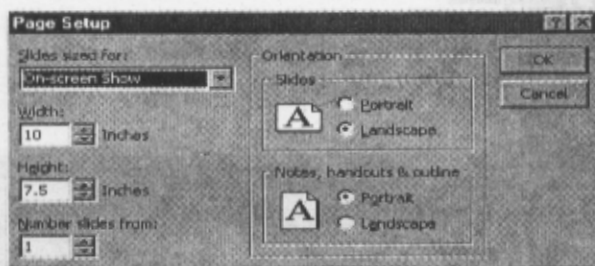 Page Setup
Slides sized for:
On-screen Show
Width:
10 Inches
Height:
7.5 Inches
Number slides from:
1
Orientation
Slides
A
Portrait
Landscape
Notes, handouts & outline
A
Portrait
Landscape
OK
Cancel